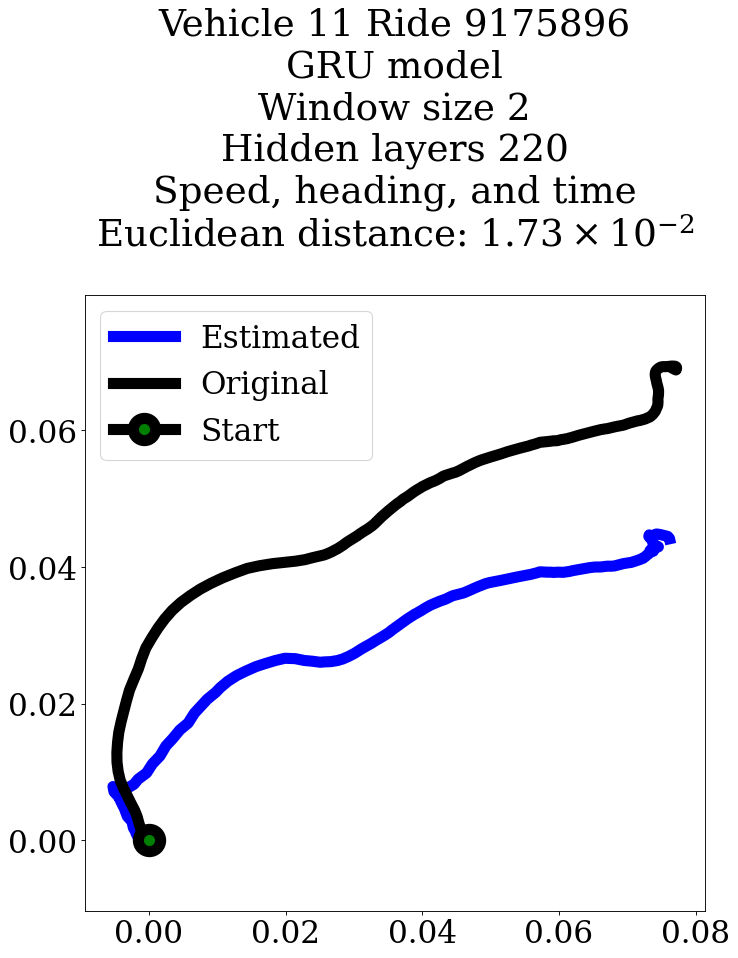 Vehicle 11 Ride 9175896
GRU model
Window size 2
Hidden layers 220
Speed, heading, and time
Euclidean distance: 1.73 × 10⁻²
Estimated
Original
Start
0.06
0.04
0.02
0.00
0.00 0.02 0.04 0.06 0.08